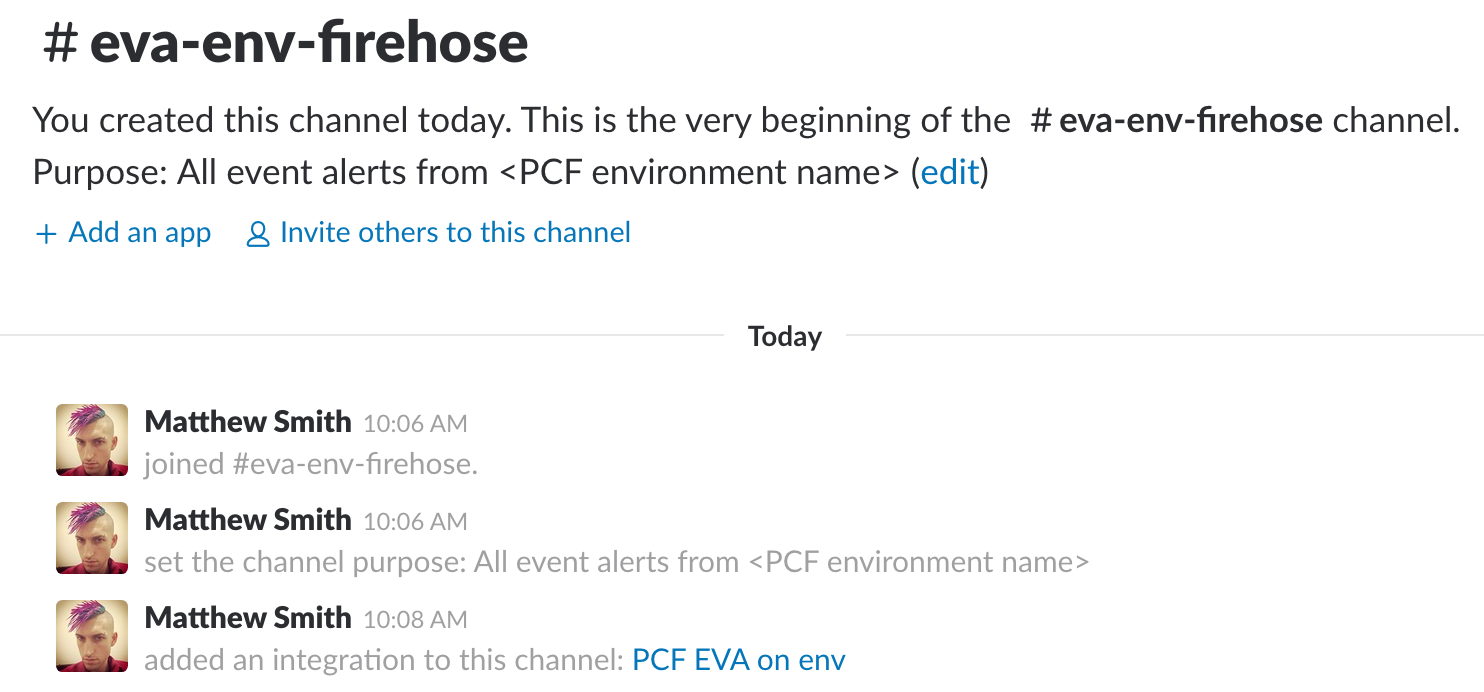 # eva-env-firehose
You created this channel today. This is the very beginning of the # eva-env-firehose channel.
Purpose: All event alerts from <PCF environment name> (edit)
+ Add an app Invite others to this channel
Today
Matthew Smith 10:06 AM
joined #eva-env-firehose.
Matthew Smith 10:06 AM
set the channel purpose: All event alerts from <PCF environment name>
Matthew Smith 10:08 AM
added an integration to this channel: PCF EVA on env